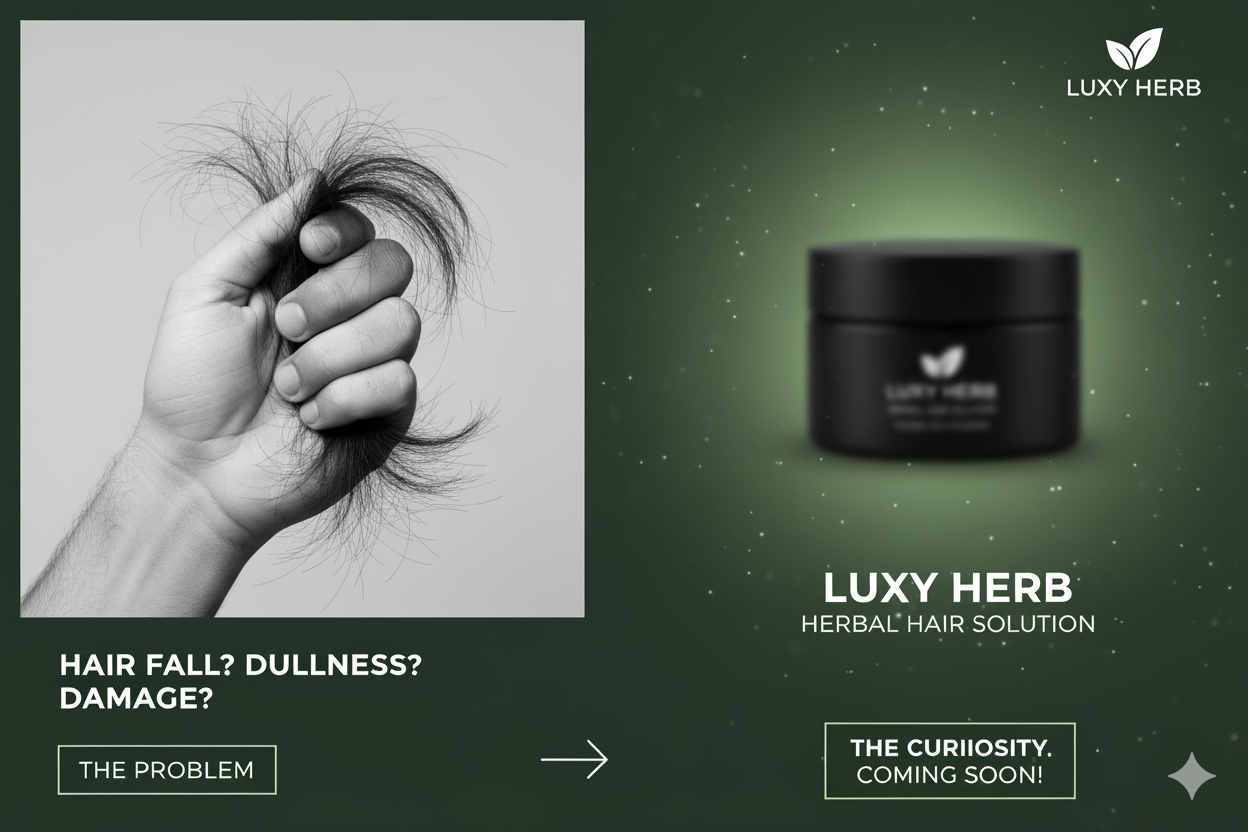 LUXY HERB
HAIR FALL? DULLNESS?
DAMAGE?
THE PROBLEM
LUXY HERB
LUXY HERB
HERBAL HAIR SOLUTION
THE CURIIOSITY.
COMING SOON!